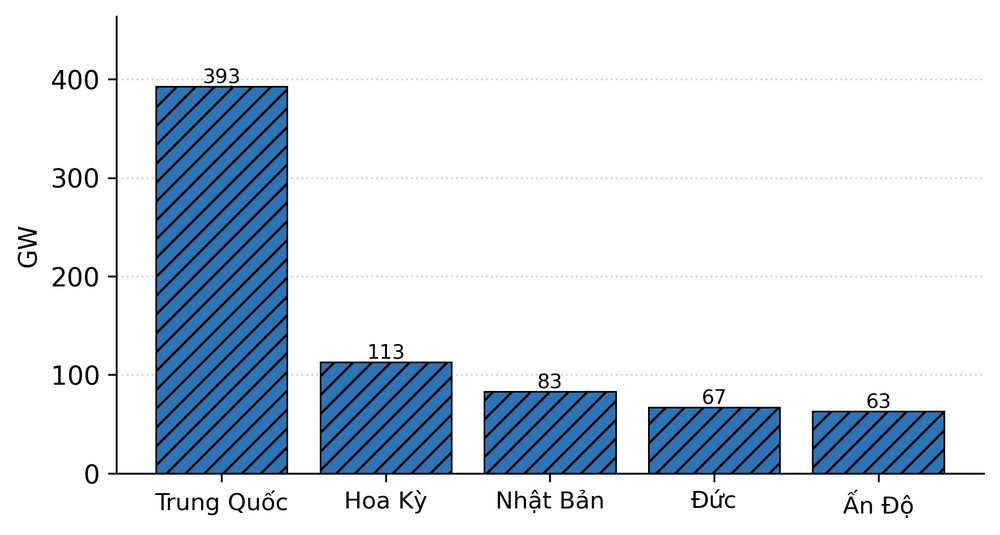 GW
400
300
200
100
0
393
113
83
67
63
Trung Quốc
Hoa Kỳ
Nhật Bản
Đức
Ấn Độ